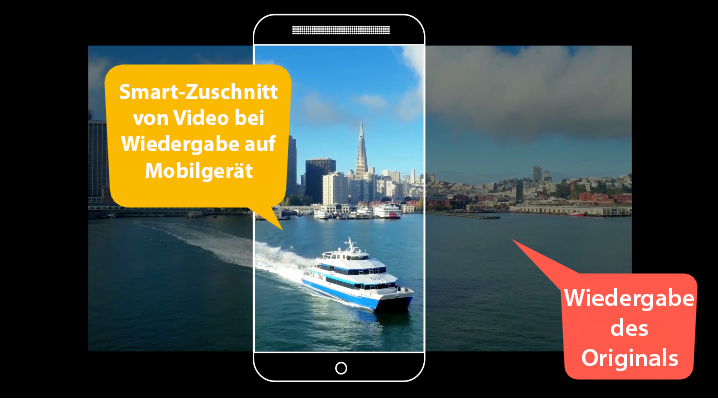 Smart-Zuschnitt
von Video bei
Wiedergabe auf
Mobilgerät
Wiedergabe
des
Originals